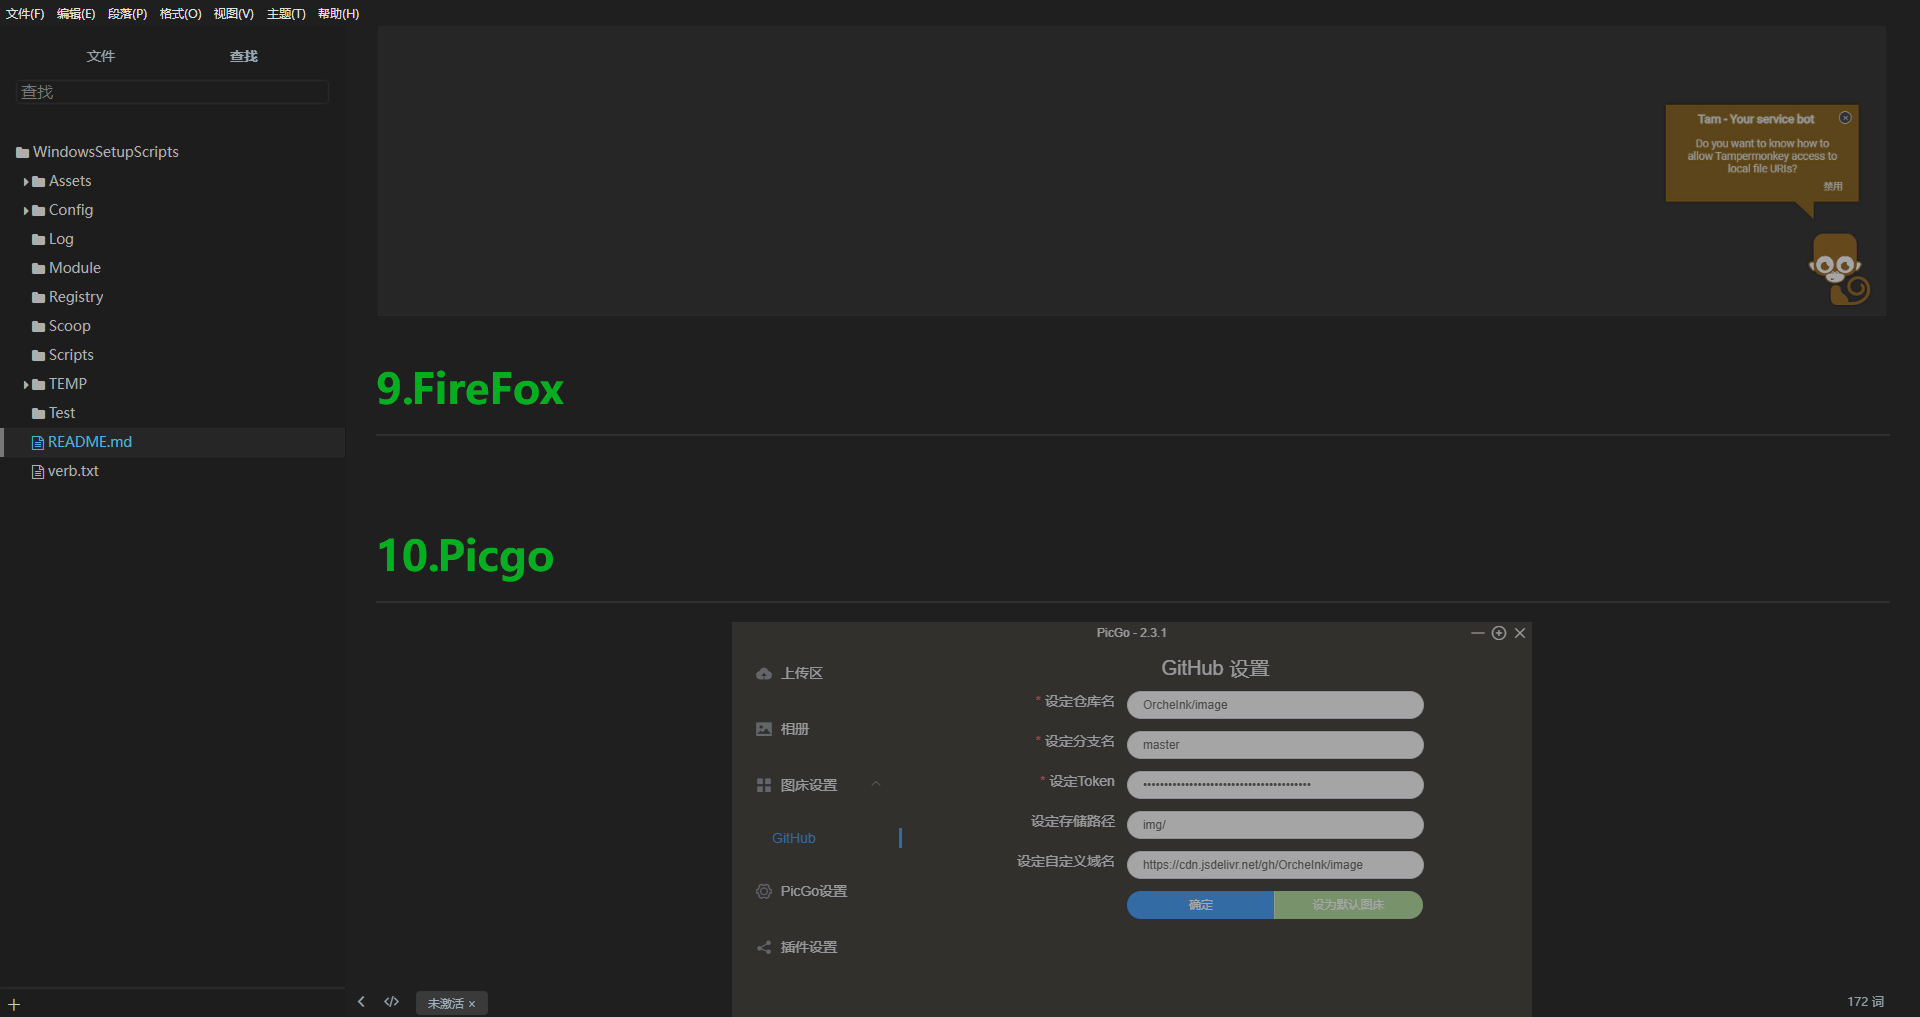 文件(F) 编辑(E) 段落(P) 格式(O) 视图(V) 主题(T) 帮助(H)
文件 查找
查找
WindowsSetupScripts
Assets
Config
Log
Module
Registry
Scoop
Scripts
TEMP
Test
README.md
verb.txt
Tam - Your service bot
Do you want to know how to
allow Tampermonkey access to
local file URIs?
禁用
9.FireFox
10.Picgo
PicGo - 2.3.1
上传区
相册
图床设置
GitHub
PicGo设置
插件设置
GitHub 设置
* 设定仓库名 OrcheInk/image
* 设定分支名 master
* 设定Token ••••••••••••••••••••••••••••••••••••••••
设定存储路径 img/
设定自定义域名 https://cdn.jsdelivr.net/gh/OrcheInk/image
确定 设为默认图床
未激活 ×
172 词